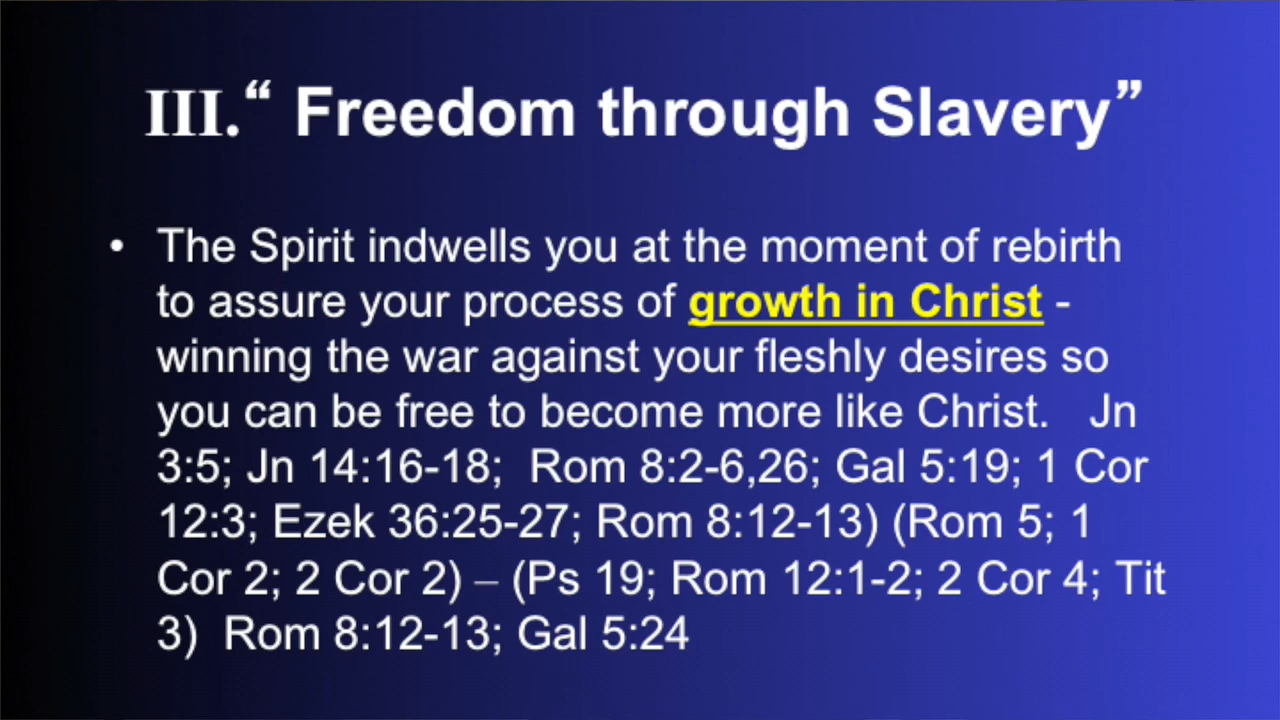 III.“ Freedom through Slavery”
• The Spirit indwells you at the moment of rebirth
to assure your process of growth in Christ -
winning the war against your fleshly desires so
you can be free to become more like Christ.   Jn
3:5; Jn 14:16-18;  Rom 8:2-6,26; Gal 5:19; 1 Cor
12:3; Ezek 36:25-27; Rom 8:12-13) (Rom 5; 1
Cor 2; 2 Cor 2) – (Ps 19; Rom 12:1-2; 2 Cor 4; Tit
3)  Rom 8:12-13; Gal 5:24